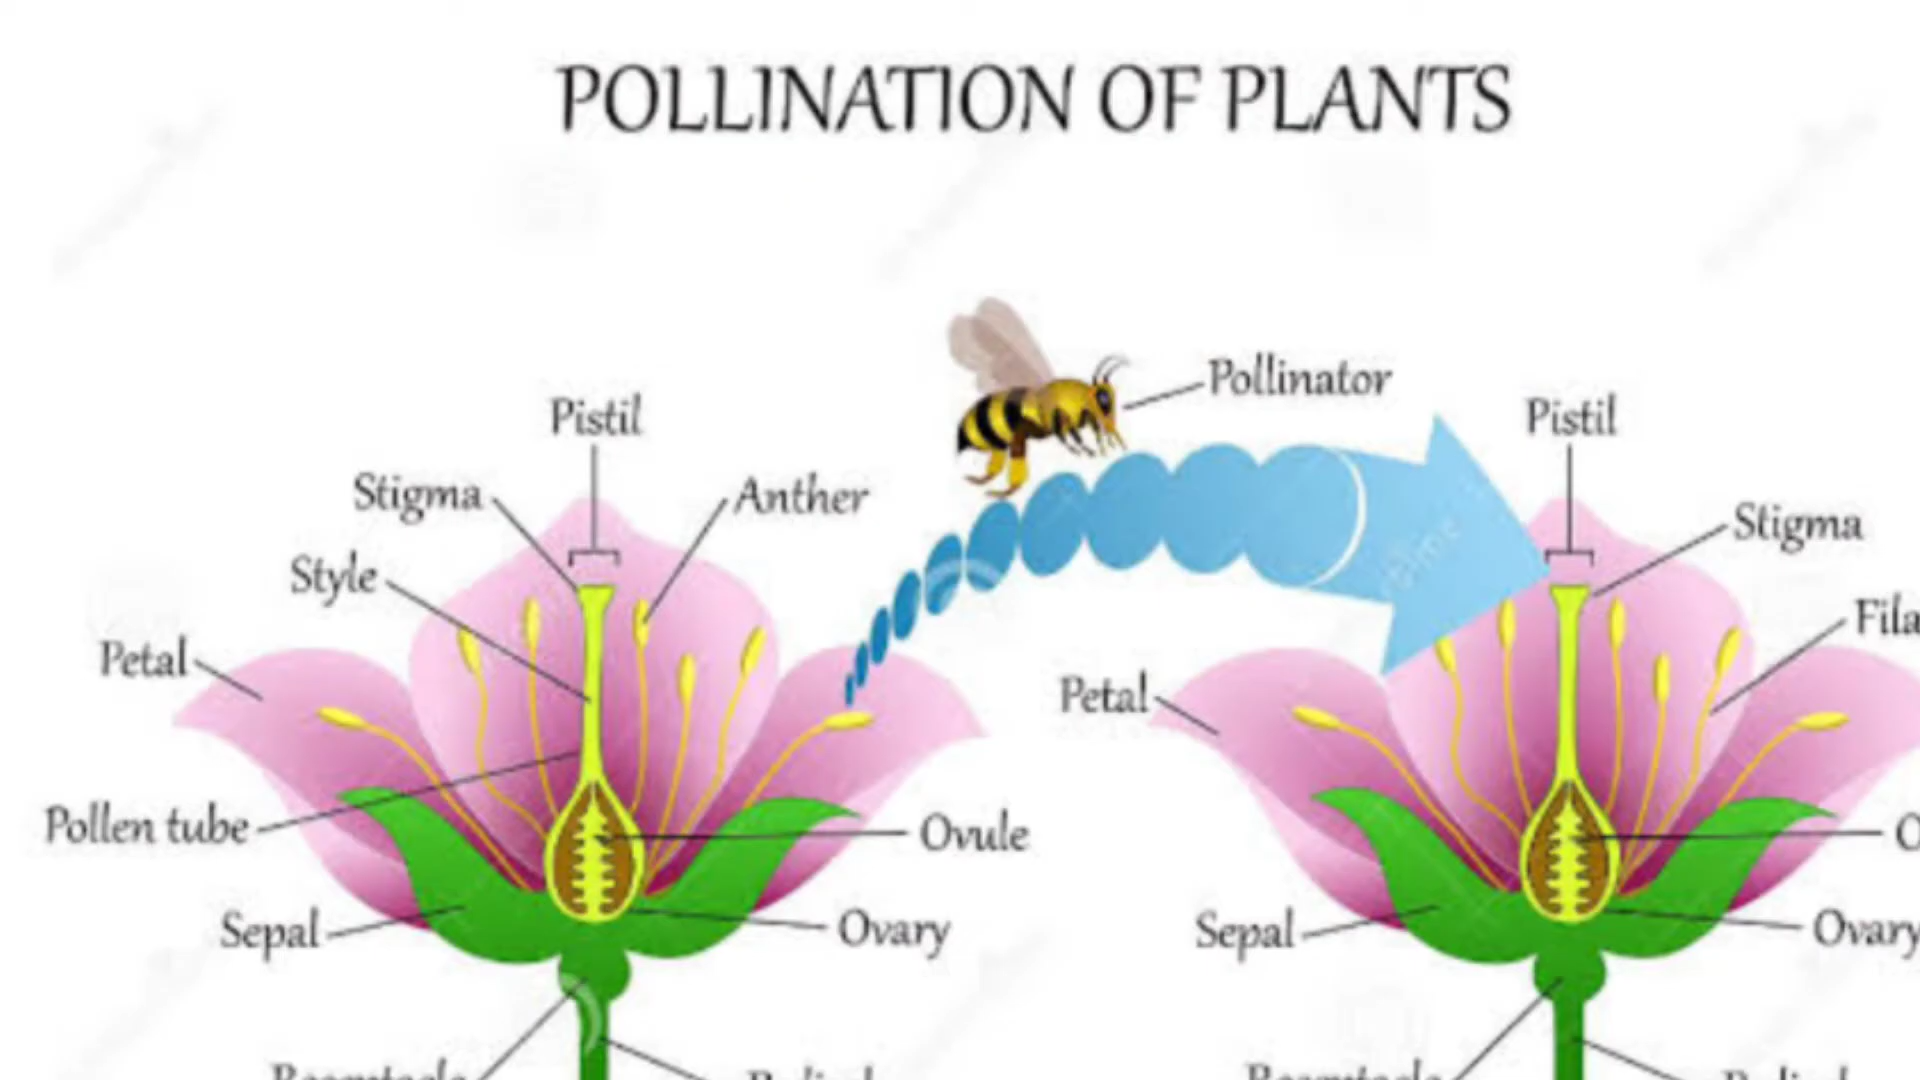 POLLINATION OF PLANTS
Pollinator
Pistil
Pistil
Stigma
Anther
Stigma
Style
Petal
Petal
Pollen tube
Ovule
Sepal
Ovary
Sepal
Ovary